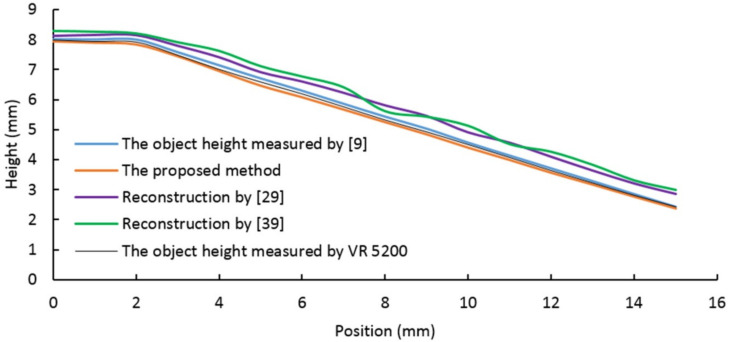 9
8
7
6
5
4
3
2
1
0
Height (mm)
The object height measured by [9]
The proposed method
Reconstruction by [29]
Reconstruction by [39]
The object height measured by VR 5200
0 2 4 6 8 10 12 14 16
Position (mm)